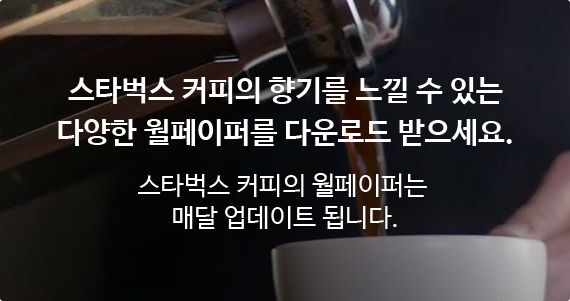 스타벅스 커피의 향기를 느낄 수 있는
다양한 월페이퍼를 다운로드 받으세요.
스타벅스 커피의 월페이퍼는
매달 업데이트 됩니다.